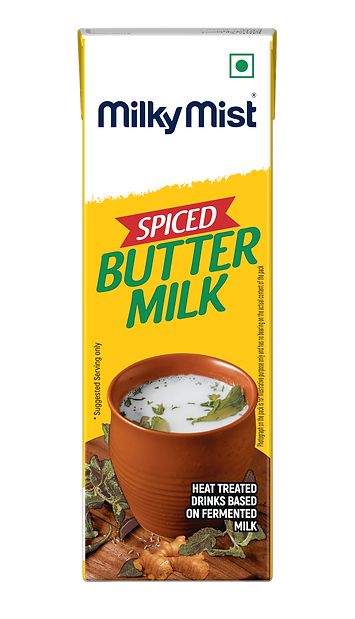 Milky Mist®
SPICED
BUTTER
MILK
* Suggested Serving only
Photograph on the pack is for illustrative purpose only and has no bearing on the actual content of the pack
HEAT TREATED
DRINKS BASED
ON FERMENTED
MILK